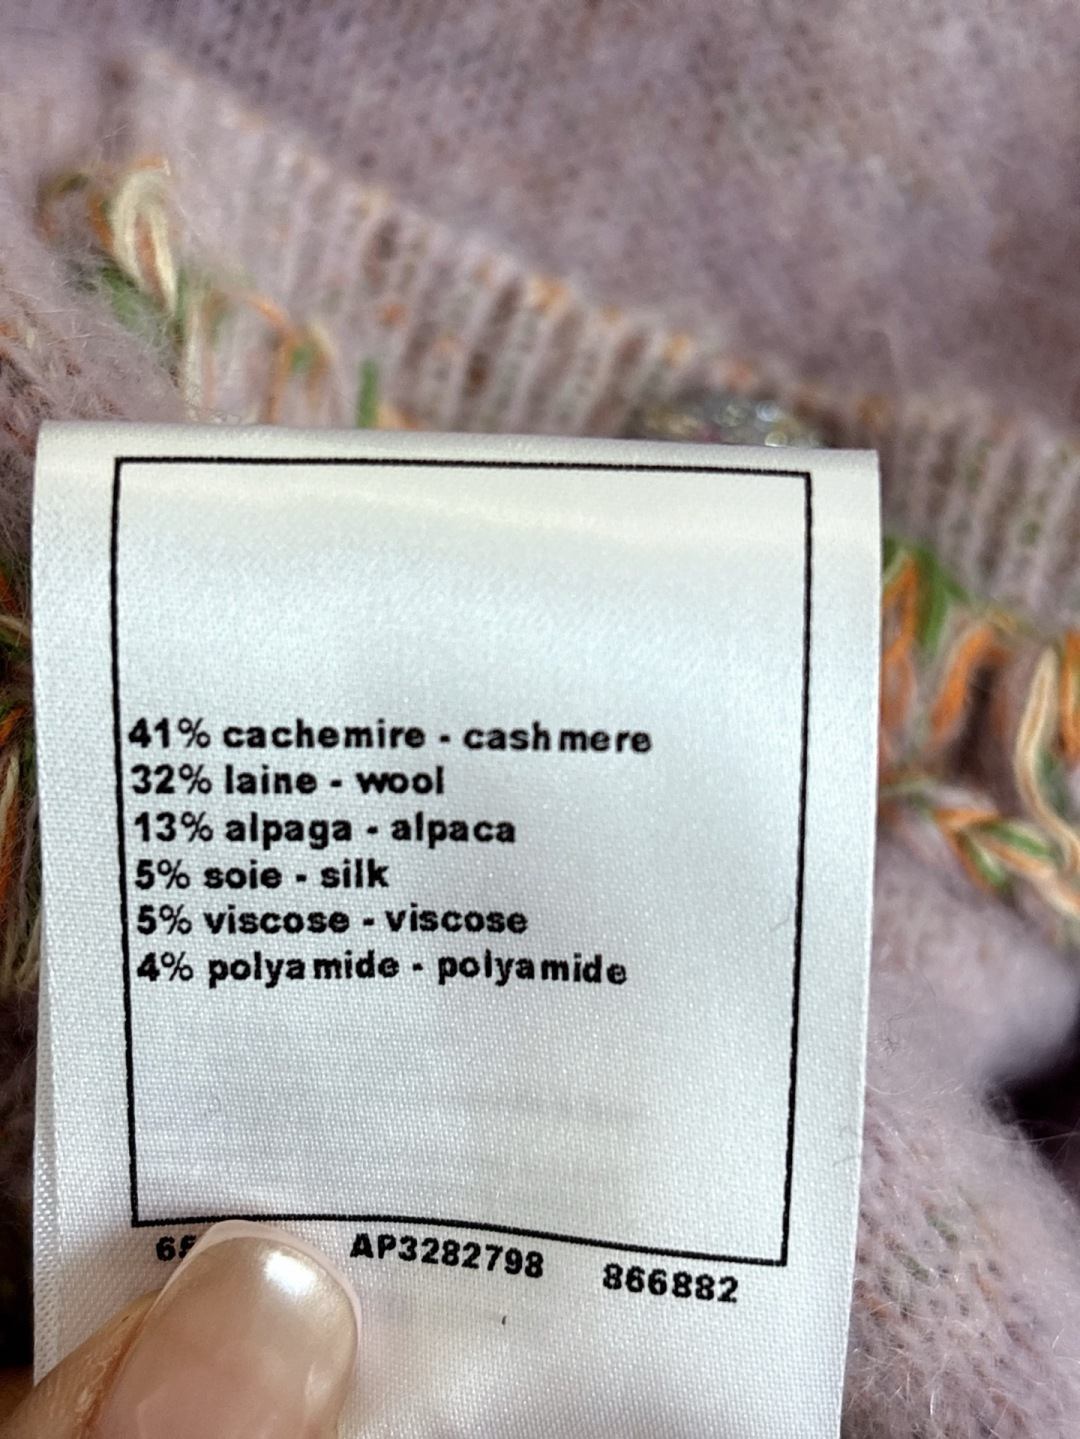 41% cachemire - cashmere
32% laine - wool
13% alpaga - alpaca
5% soie - silk
5% viscose - viscose
4% polyamide - polyamide
AP3282798 866882